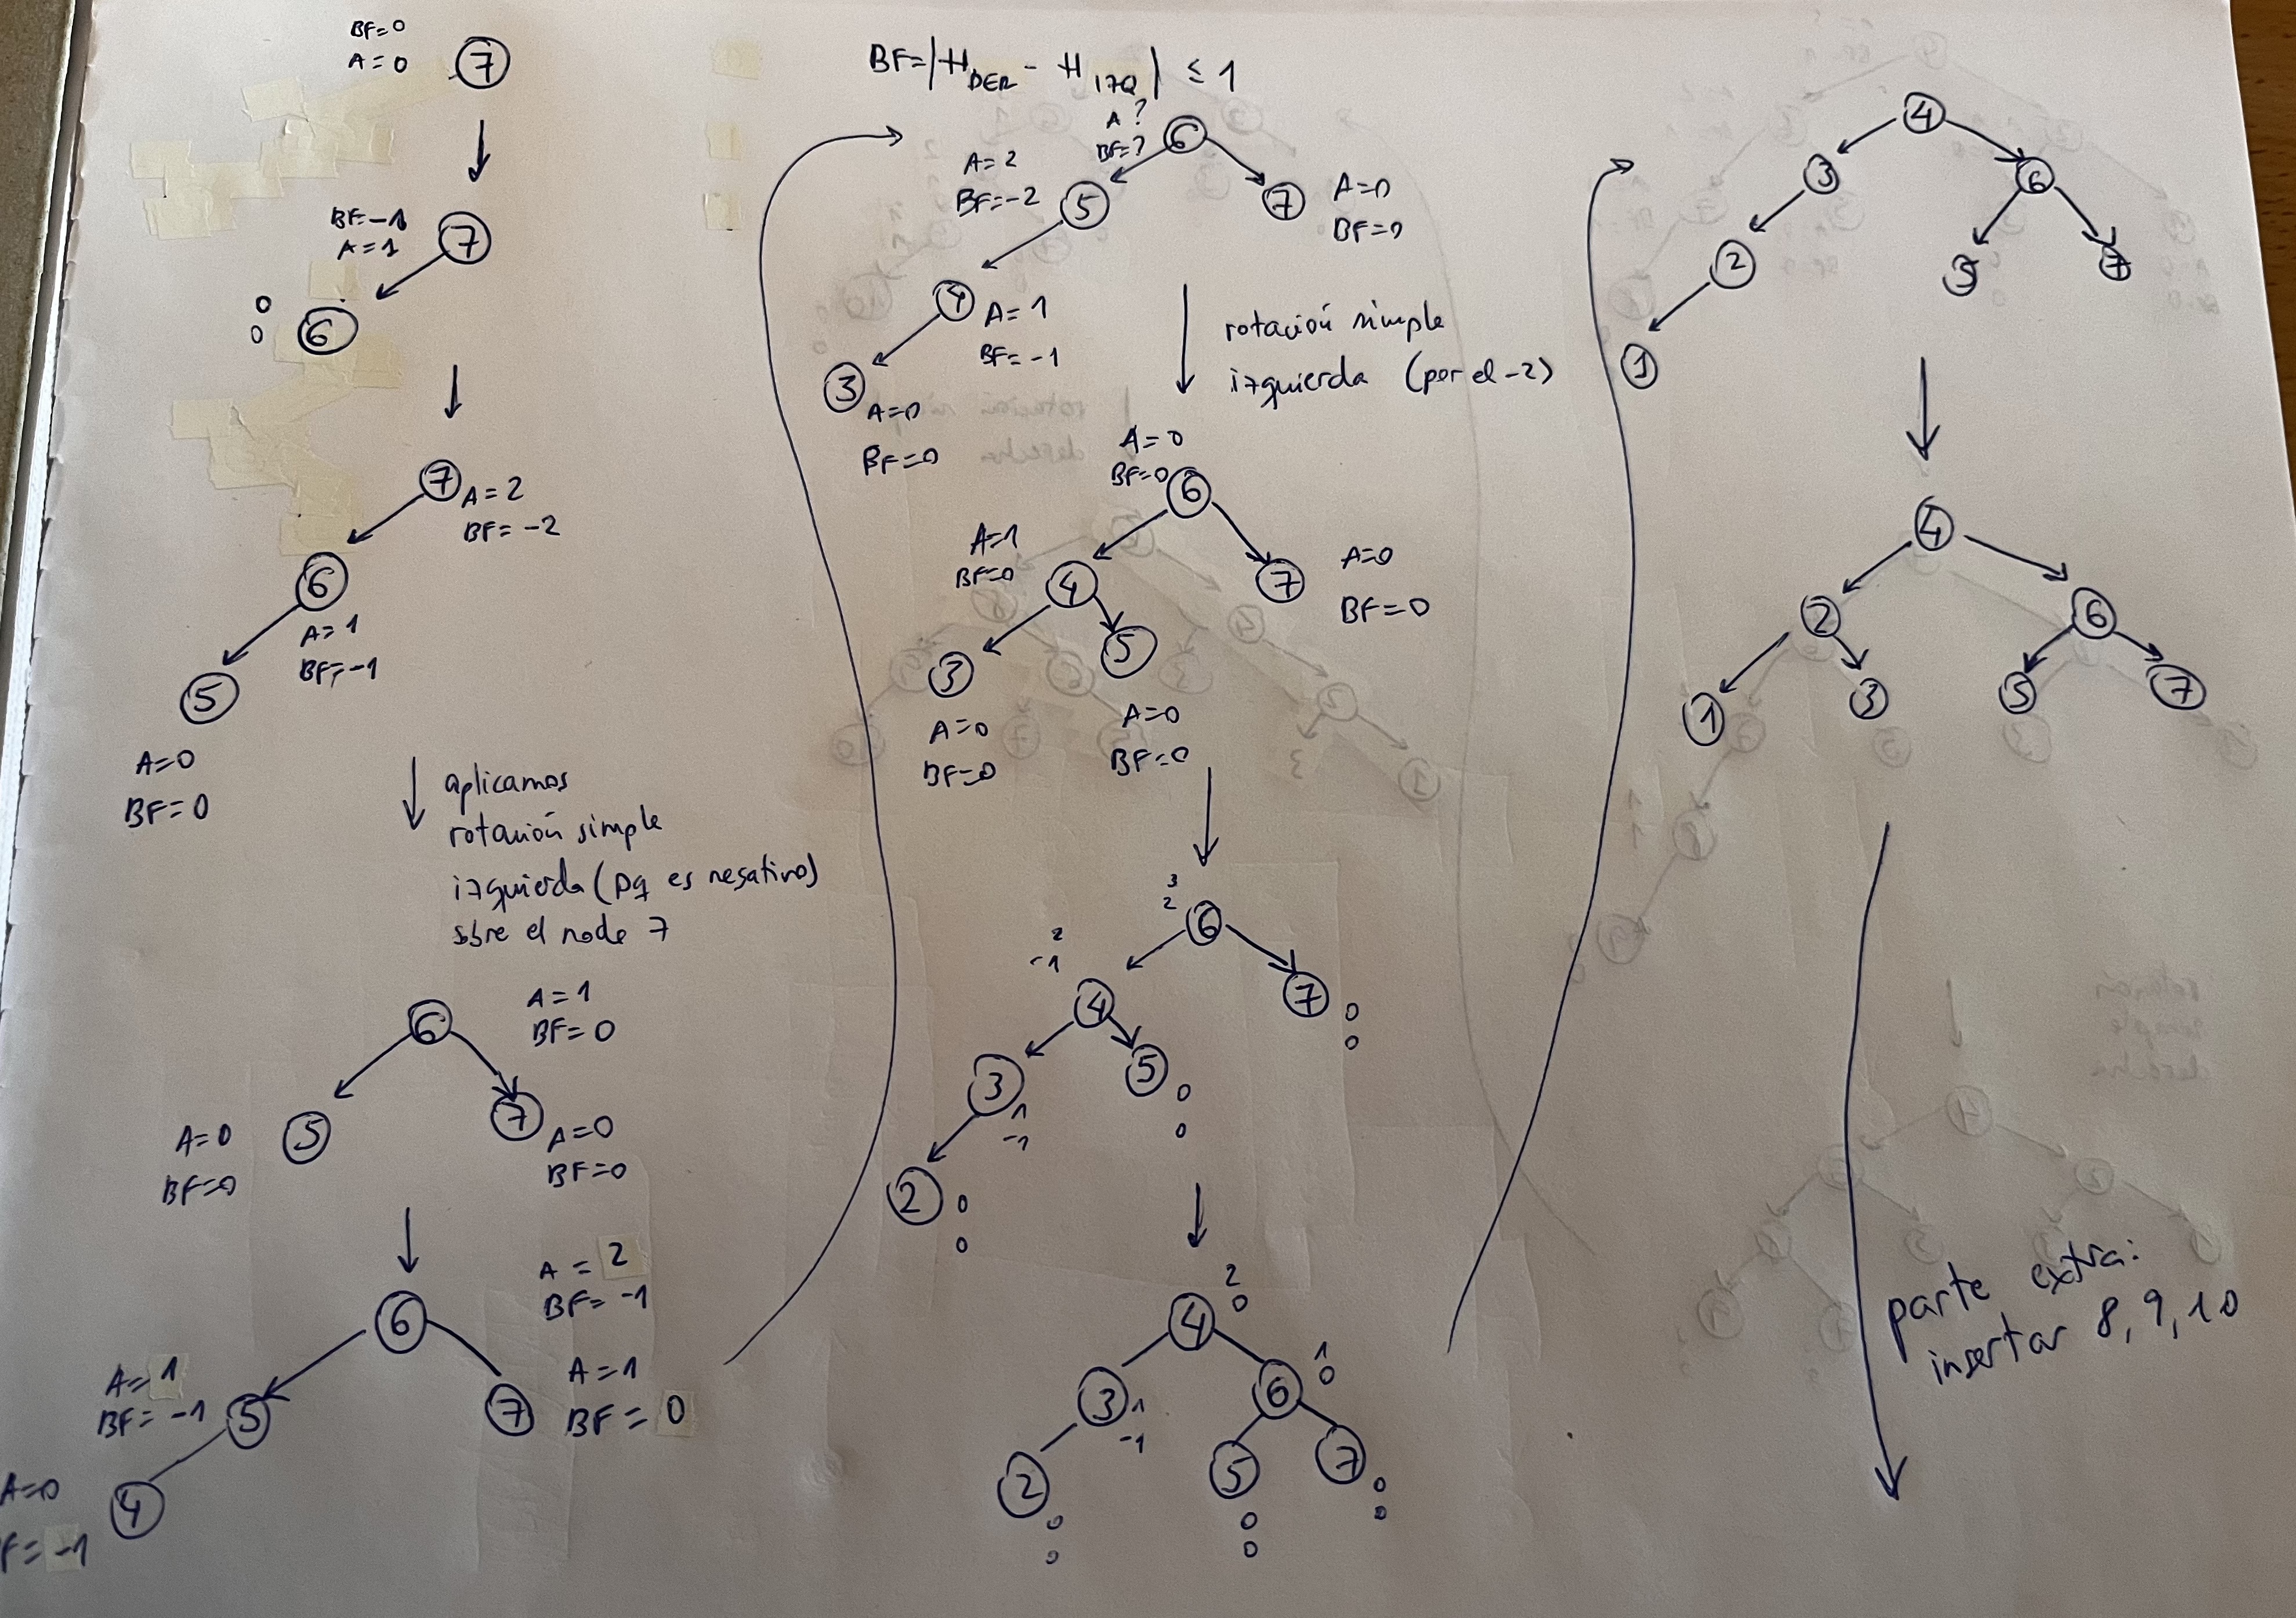 BF=0
A=0
7
BF=-1
A=1
7
0
0
6
7
A=2
BF=-2
6
A=1
BF=-1
5
A=0
BF=0
aplicamos
rotación simple
izquierda (pq es negativo)
sbre el node 7
6
A=1
BF=0
5
A=0
BF=0
7
A=0
BF=0
6
A=2
BF=-1
A=1
BF=-1
5
7
A=1
BF=0
A=0
F=-1
4
BF=|H DER - H IZQ| ≤ 1
A?
BF=?
6
A=2
BF=-2
5
7
A=0
BF=0
4
A=1
BF=-1
3
A=0
BF=0
rotación simple
izquierda (por el -2)
A=0
BF=0
6
A=1
BF=0
4
7
A=0
BF=0
3
5
A=0
BF=0
A=0
BF=0
3
2
6
2
-1
4
7
0
0
3
1
-1
5
0
0
2
0
0
4
2
0
3
1
-1
6
1
0
2
0
0
5
0
0
7
0
0
4
3
6
2
5
7
1
4
2
6
1
3
5
7
parte extra:
insertar 8, 9, 10